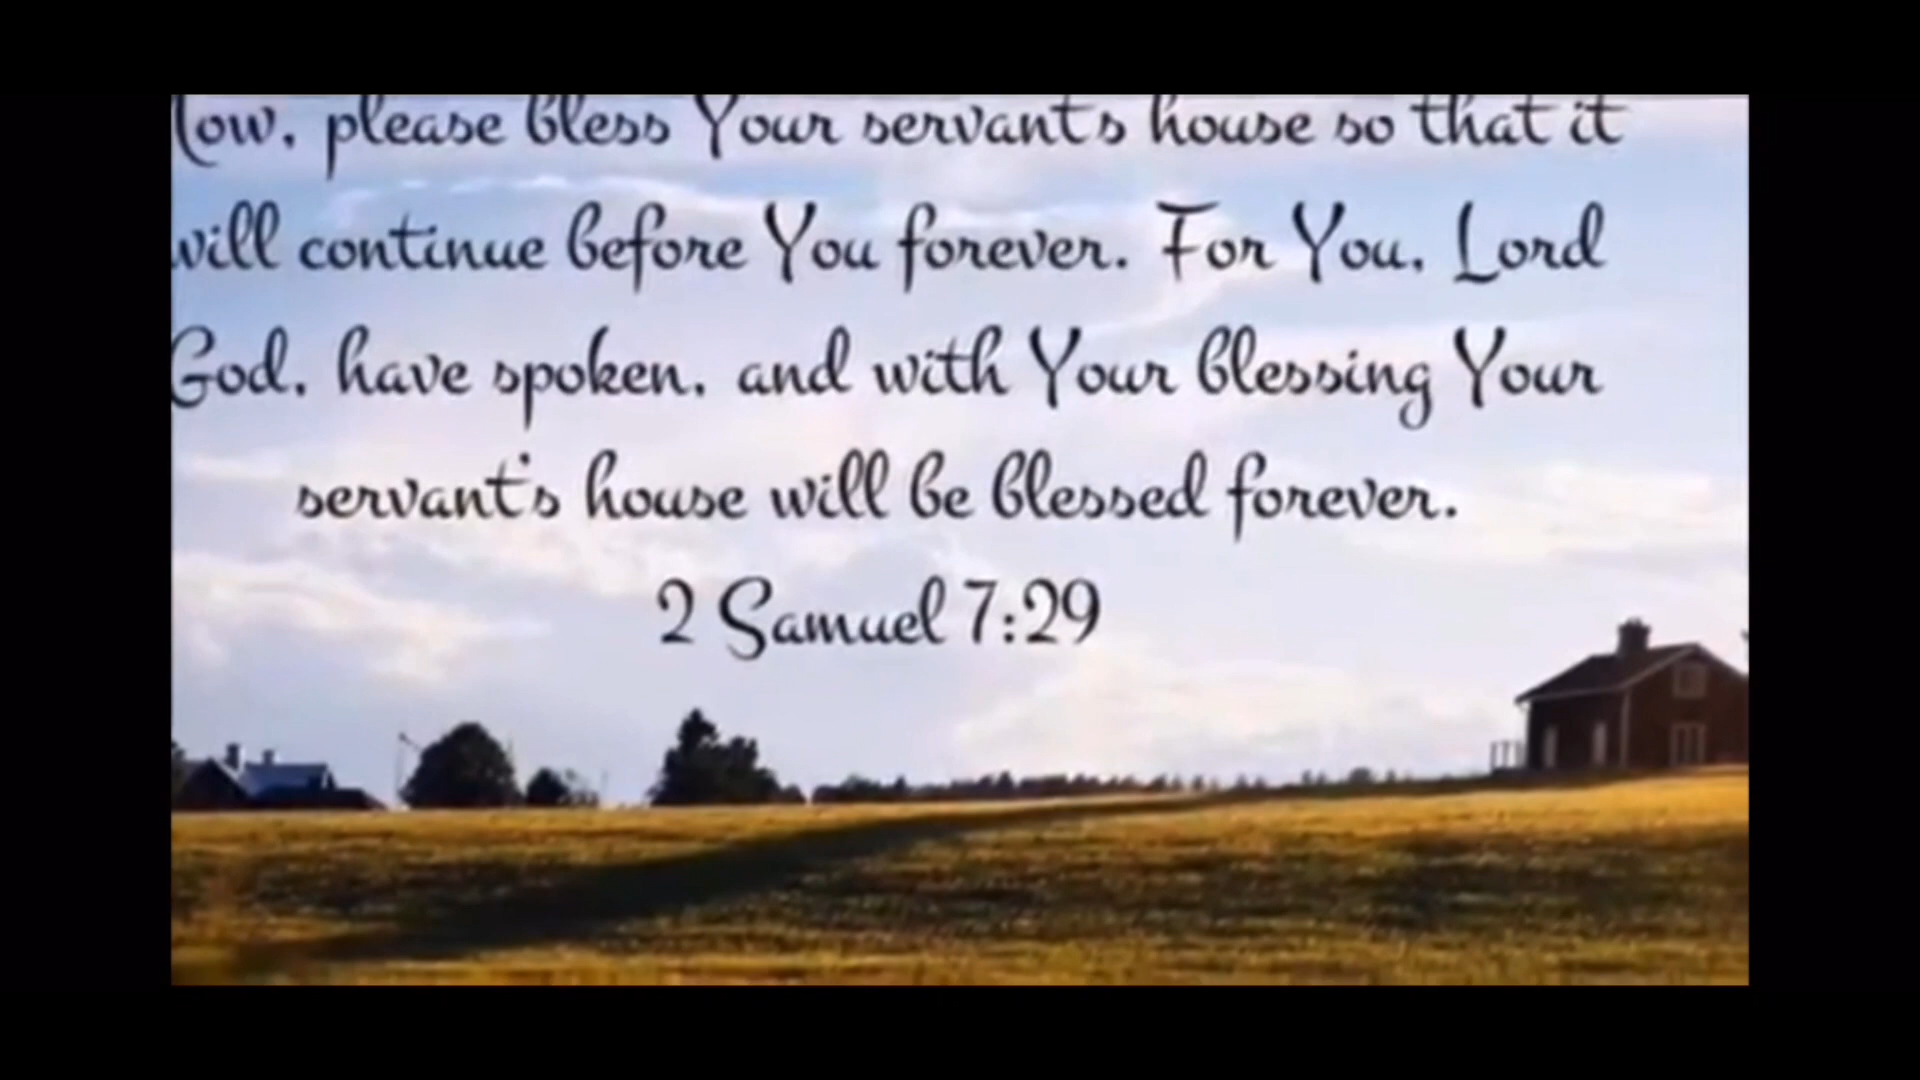 please bless Your servant's house so that it
will continue before You forever. For You, Lord
God, have spoken, and with Your blessing Your
servant's house will be blessed forever.
2 Samuel 7:29